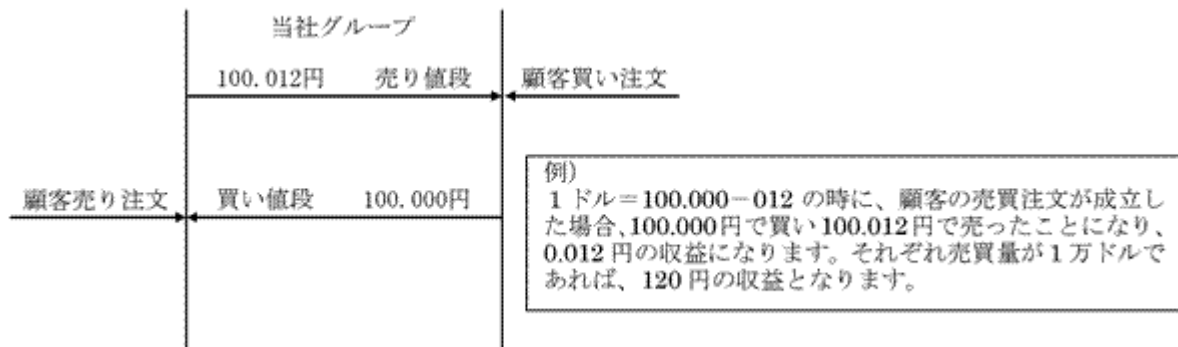 当社グループ
100.012円 売り値段 顧客買い注文
顧客売り注文 買い値段 100.000円
例)
1ドル=100.000-012 の時に、顧客の売買注文が成立し
た場合、100.000円で買い100.012円で売ったことになり、
0.012円の収益になります。それぞれ売買量が1万ドルで
あれば、120円の収益となります。